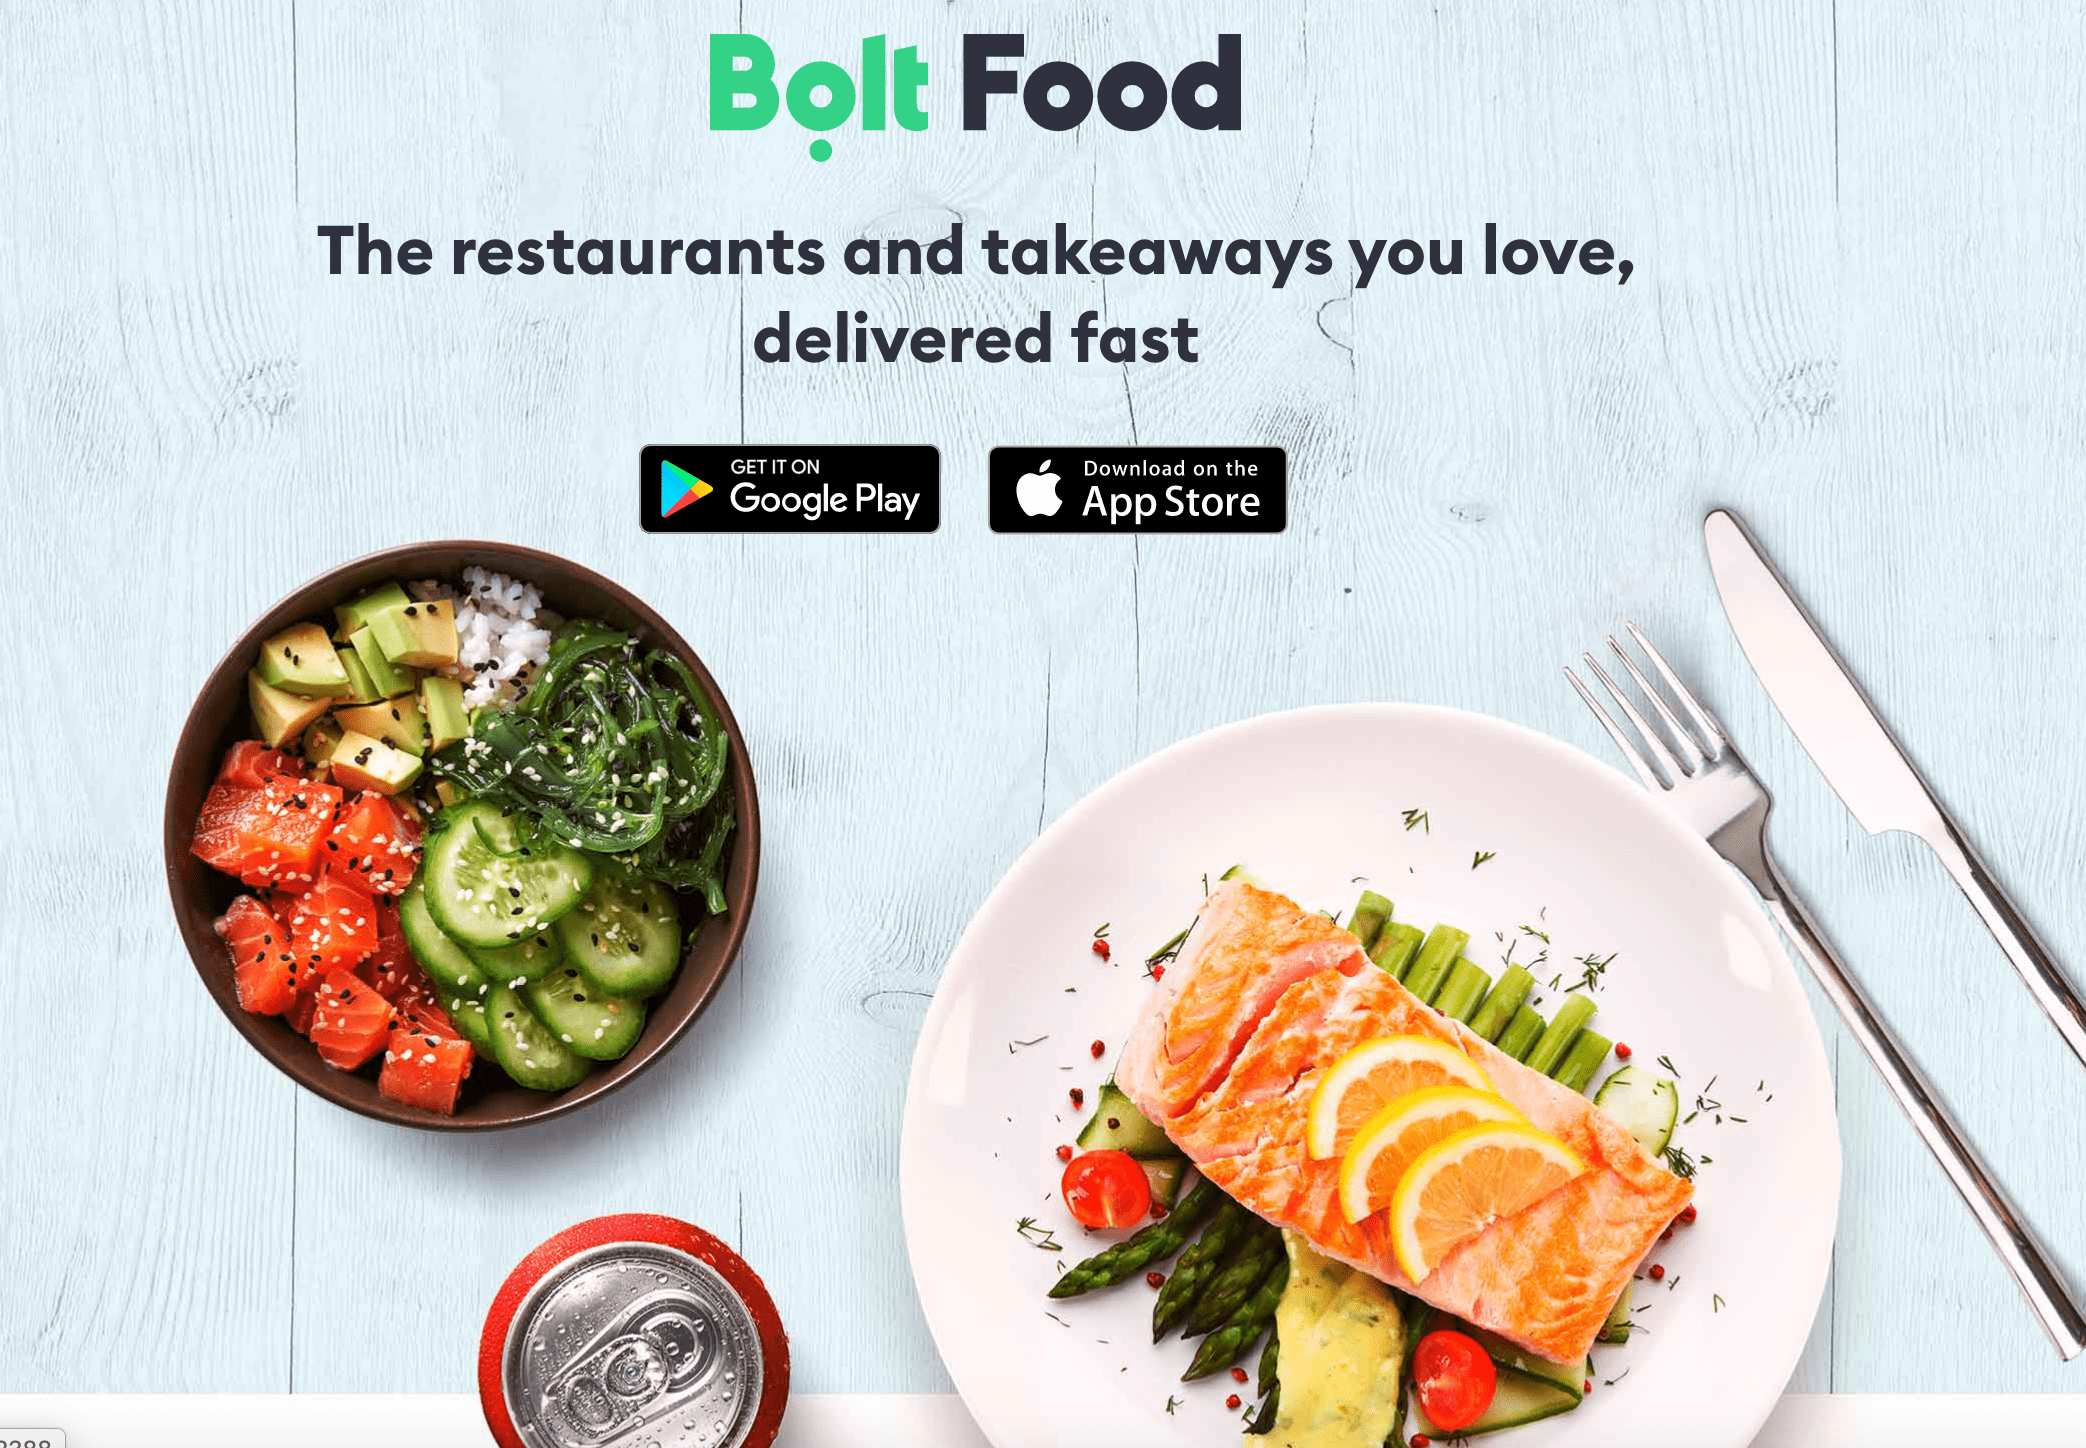 Bolt Food
The restaurants and takeaways you love,
delivered fast
GET IT ON
Google Play
Download on the
App Store